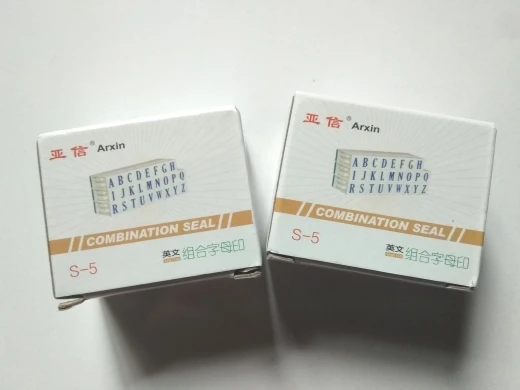 亚信® Arxin
ABCDEFGH
IJKLMNOPQ
RSTUVWXYZ
COMBINATION SEAL
S-5
英文 组合字母印
亚信® Arxin
ABCDEFGH
IJKLMNOPQ
RSTUVWXYZ
COMBINATION SEAL
S-5
英文 组合字母印